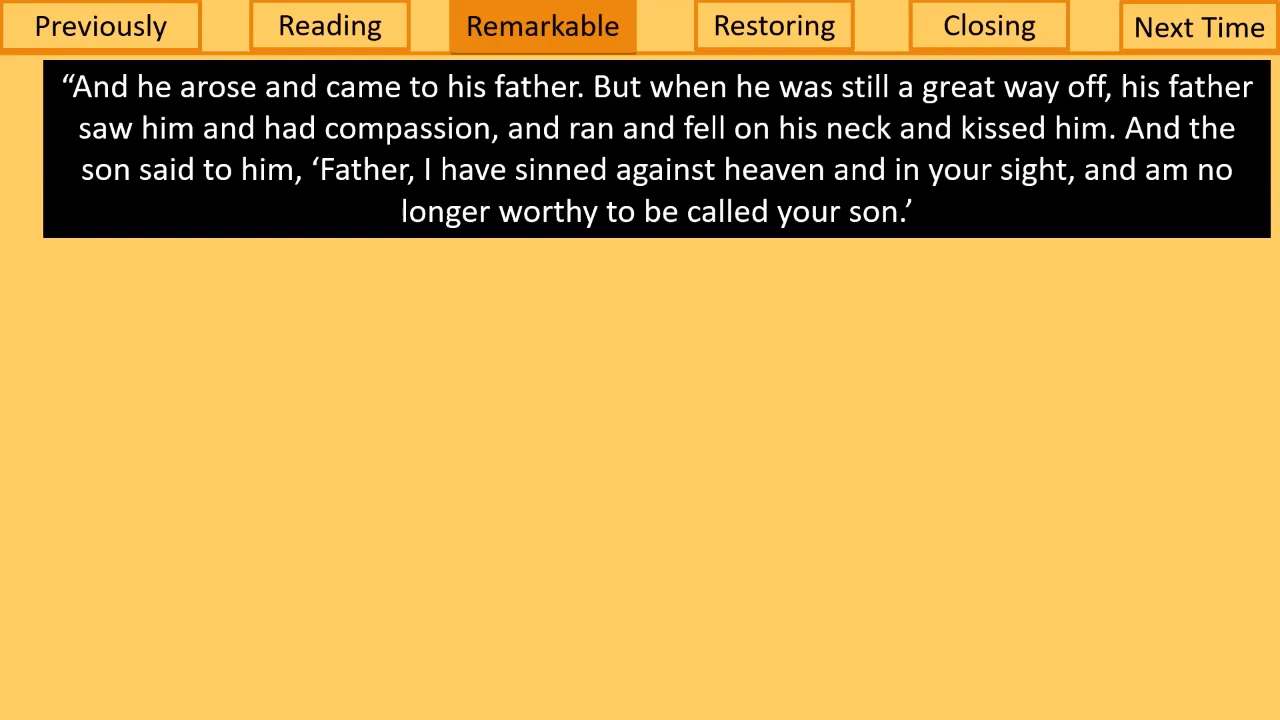 Previously
Reading
Remarkable
Restoring
Closing
Next Time
“And he arose and came to his father. But when he was still a great way off, his father
saw him and had compassion, and ran and fell on his neck and kissed him. And the
son said to him, ‘Father, I have sinned against heaven and in your sight, and am no
longer worthy to be called your son.’